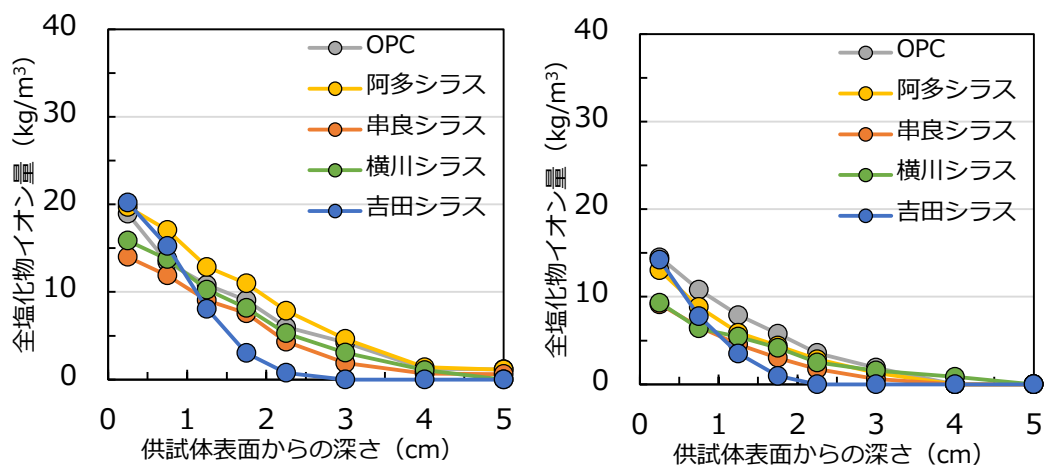 全塩化物イオン量（kg/m³）
40
30
20
10
0
OPC
阿多シラス
串良シラス
横川シラス
吉田シラス
0 1 2 3 4 5
供試体表面からの深さ（cm）
全塩化物イオン量（kg/m³）
40
30
20
10
0
OPC
阿多シラス
串良シラス
横川シラス
吉田シラス
0 1 2 3 4 5
供試体表面からの深さ（cm）